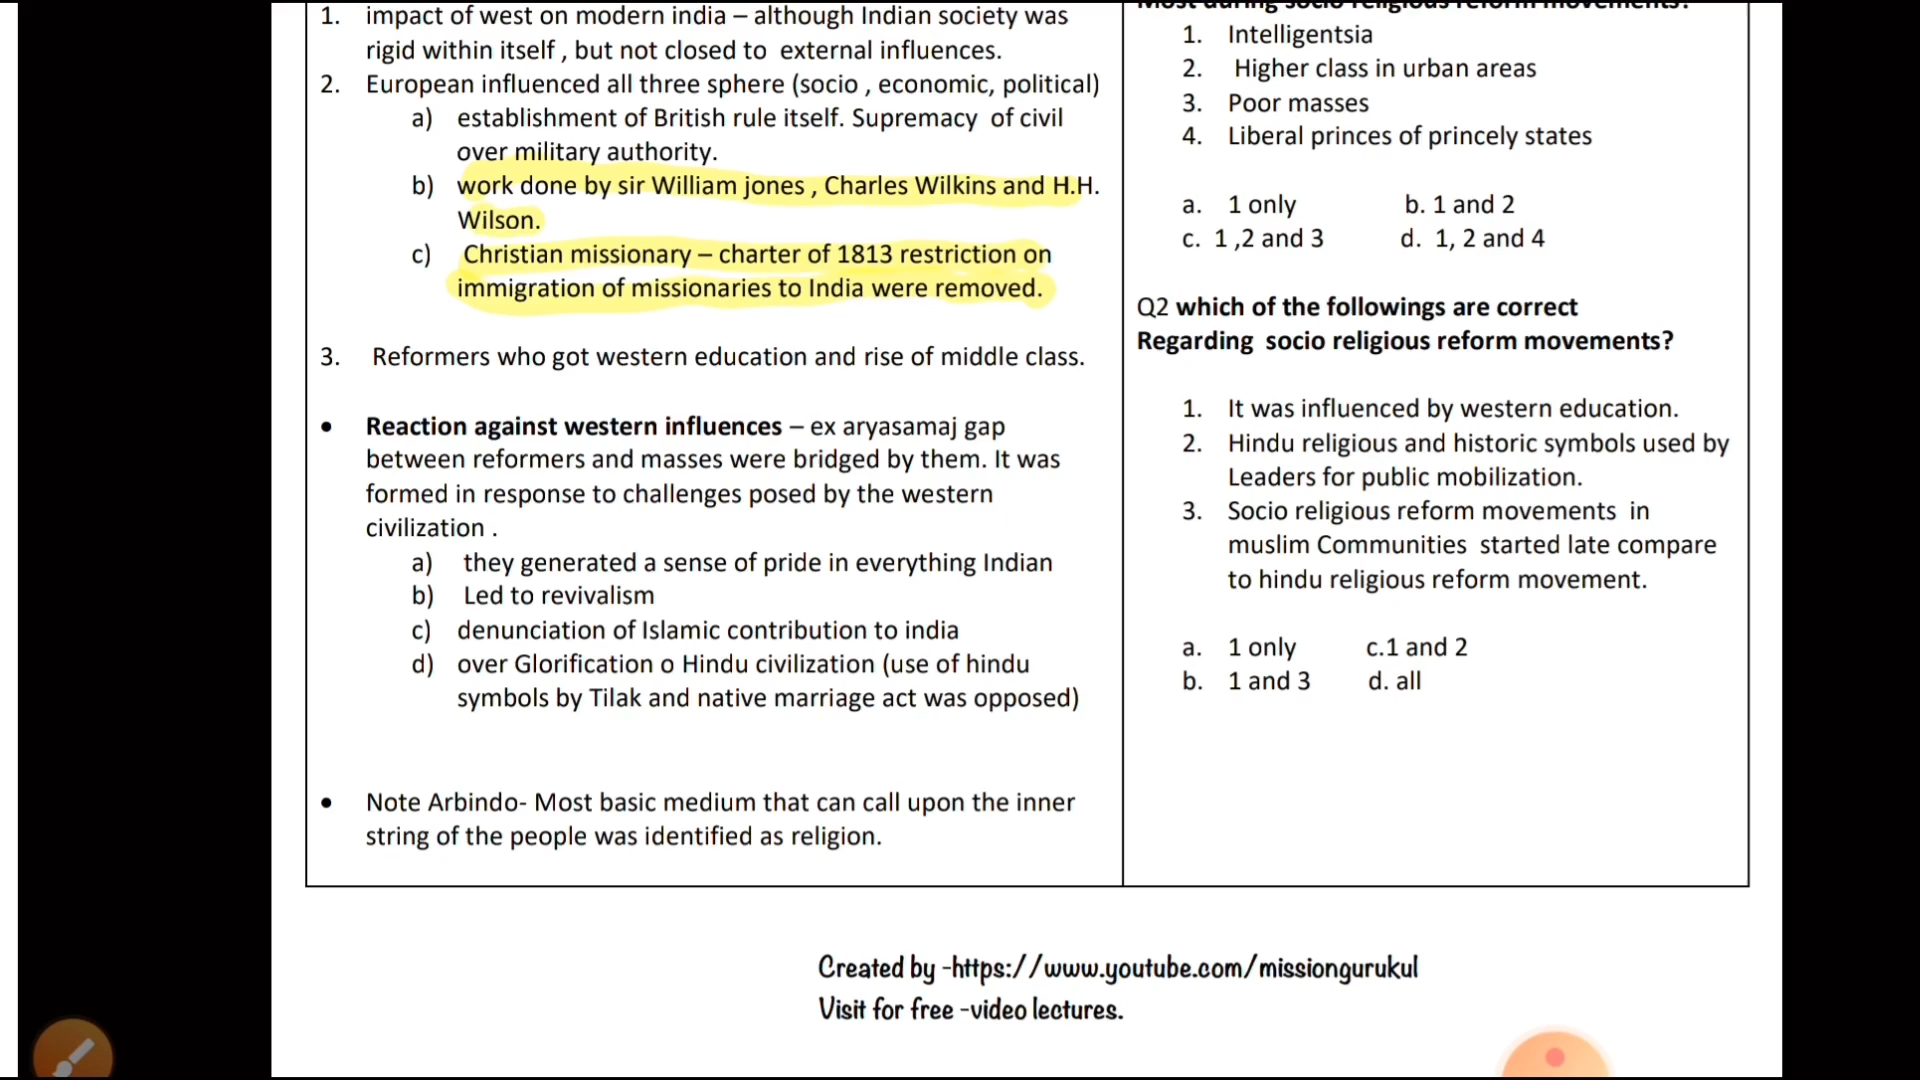 1. impact of west on modern india – although Indian society was
rigid within itself , but not closed to external influences.
2. European influenced all three sphere (socio , economic, political)
a) establishment of British rule itself. Supremacy of civil
over military authority.
b) work done by sir William jones , Charles Wilkins and H.H.
Wilson.
c) Christian missionary – charter of 1813 restriction on
immigration of missionaries to India were removed.
3. Reformers who got western education and rise of middle class.
• Reaction against western influences – ex aryasamaj gap
between reformers and masses were bridged by them. It was
formed in response to challenges posed by the western
civilization .
a) they generated a sense of pride in everything Indian
b) Led to revivalism
c) denunciation of Islamic contribution to india
d) over Glorification o Hindu civilization (use of hindu
symbols by Tilak and native marriage act was opposed)
• Note Arbindo- Most basic medium that can call upon the inner
string of the people was identified as religion.
Most during socio religious reform movements?
1. Intelligentsia
2. Higher class in urban areas
3. Poor masses
4. Liberal princes of princely states
a. 1 only b. 1 and 2
c. 1 ,2 and 3 d. 1, 2 and 4
Q2 which of the followings are correct
Regarding socio religious reform movements?
1. It was influenced by western education.
2. Hindu religious and historic symbols used by
Leaders for public mobilization.
3. Socio religious reform movements in
muslim Communities started late compare
to hindu religious reform movement.
a. 1 only c.1 and 2
b. 1 and 3 d. all
Created by -https://www.youtube.com/missiongurukul
Visit for free -video lectures.